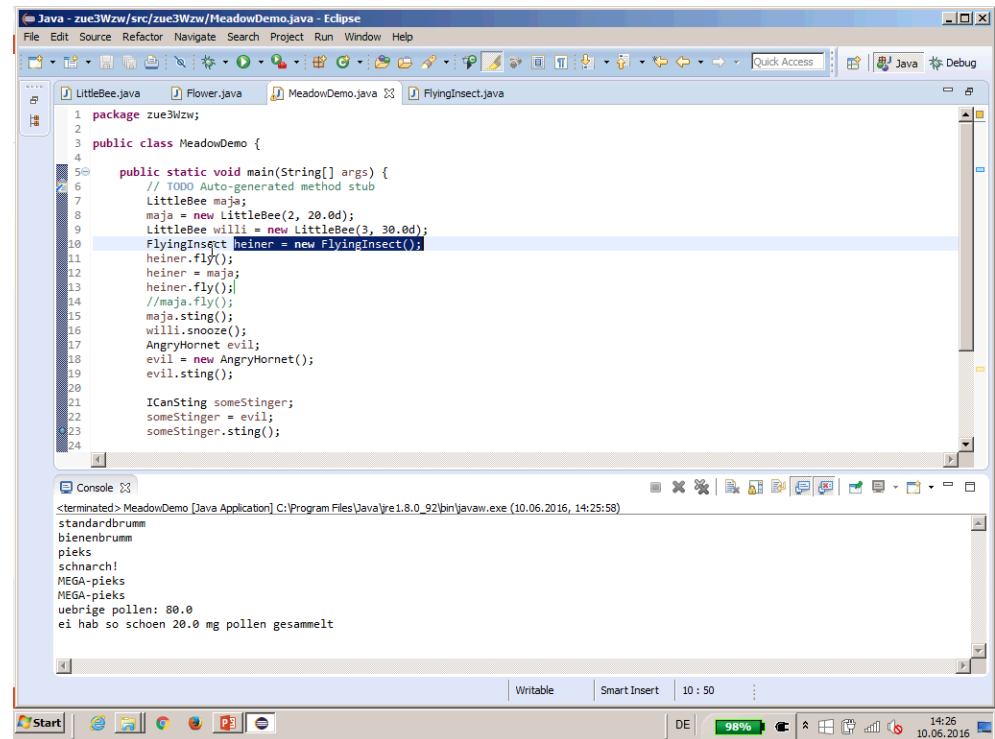 Java - zue3Wzw/src/zue3Wzw/MeadowDemo.java - Eclipse
File Edit Source Refactor Navigate Search Project Run Window Help
Quick Access Java Debug
LittleBee.java Flower.java MeadowDemo.java FlyingInsect.java
1 package zue3Wzw;
2
3 public class MeadowDemo {
4
5 public static void main(String[] args) {
6 // TODO Auto-generated method stub
7 LittleBee maja;
8 maja = new LittleBee(2, 20.0d);
9 LittleBee willi = new LittleBee(3, 30.0d);
10 FlyingInsect heiner = new FlyingInsect();
11 heiner.fly();
12 heiner = maja;
13 heiner.fly();
14 //maja.fly();
15 maja.sting();
16 willi.snooze();
17 AngryHornet evil;
18 evil = new AngryHornet();
19 evil.sting();
20
21 ICanSting someStinger;
22 someStinger = evil;
23 someStinger.sting();
24
Console
<terminated> MeadowDemo [Java Application] C:\Program Files\Java\jre1.8.0_92\bin\javaw.exe (10.06.2016, 14:25:58)
standardbrumm
bienenbrumm
pieks
schnarch!
MEGA-pieks
MEGA-pieks
uebrige pollen: 80.0
ei hab so schoen 20.0 mg pollen gesammelt
Writable Smart Insert 10 : 50
Start DE 98% 14:26
10.06.2016